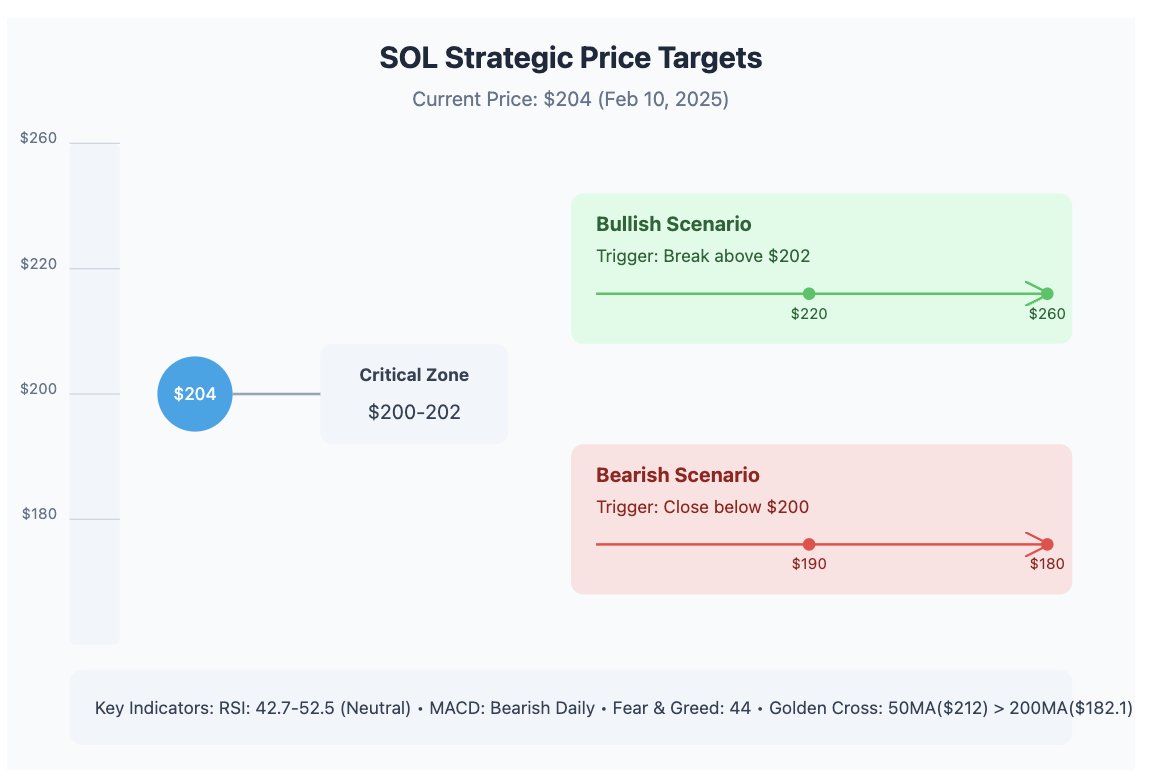 SOL Strategic Price Targets
Current Price: $204 (Feb 10, 2025)
$260
$220
$200
$180
$204
Critical Zone
$200-202
Bullish Scenario
Trigger: Break above $202
$220
$260
Bearish Scenario
Trigger: Close below $200
$190
$180
Key Indicators: RSI: 42.7-52.5 (Neutral) • MACD: Bearish Daily • Fear & Greed: 44 • Golden Cross: 50MA($212) > 200MA($182.1)